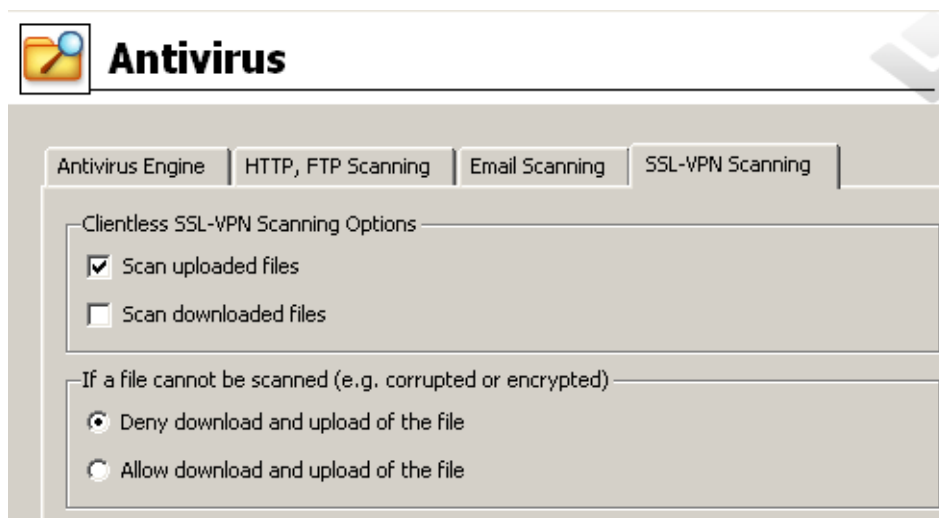 Antivirus
Antivirus Engine HTTP, FTP Scanning Email Scanning SSL-VPN Scanning
Clientless SSL-VPN Scanning Options
Scan uploaded files
Scan downloaded files
If a file cannot be scanned (e.g. corrupted or encrypted)
Deny download and upload of the file
Allow download and upload of the file